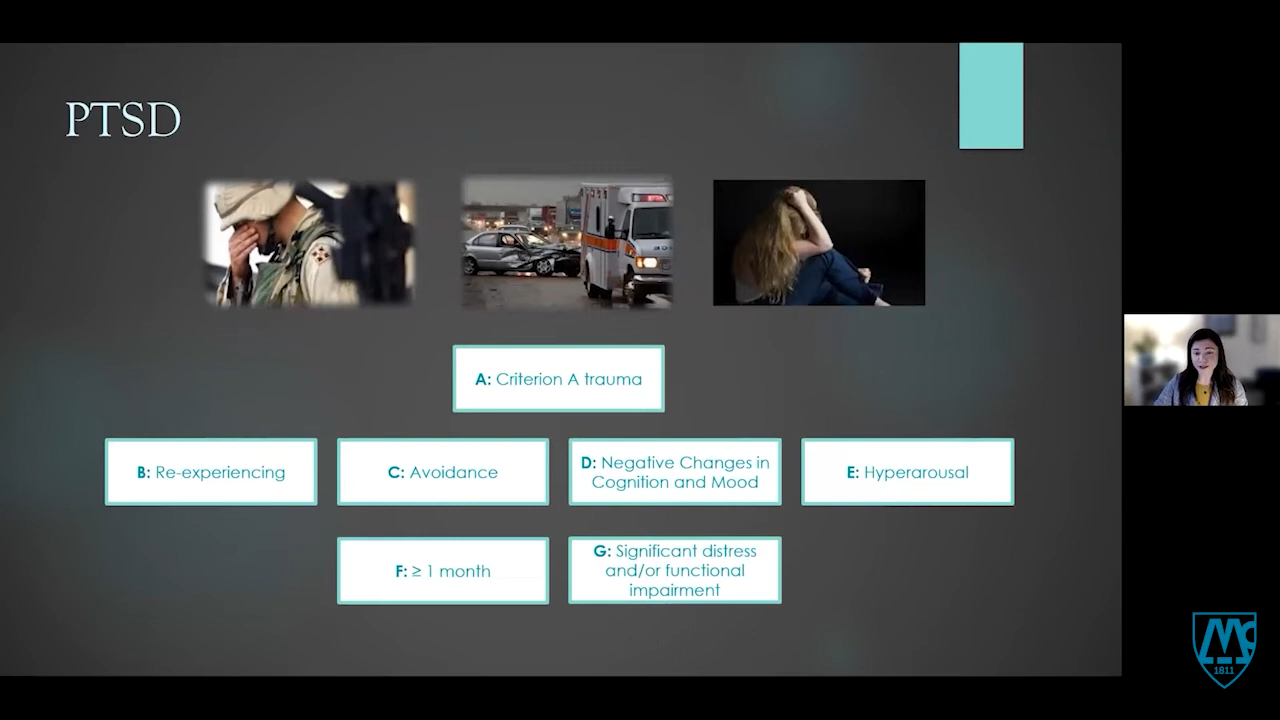 PTSD
A: Criterion A trauma
B: Re-experiencing
C: Avoidance
D: Negative Changes in
Cognition and Mood
E: Hyperarousal
F: ≥ 1 month
G: Significant distress
and/or functional
impairment
1811